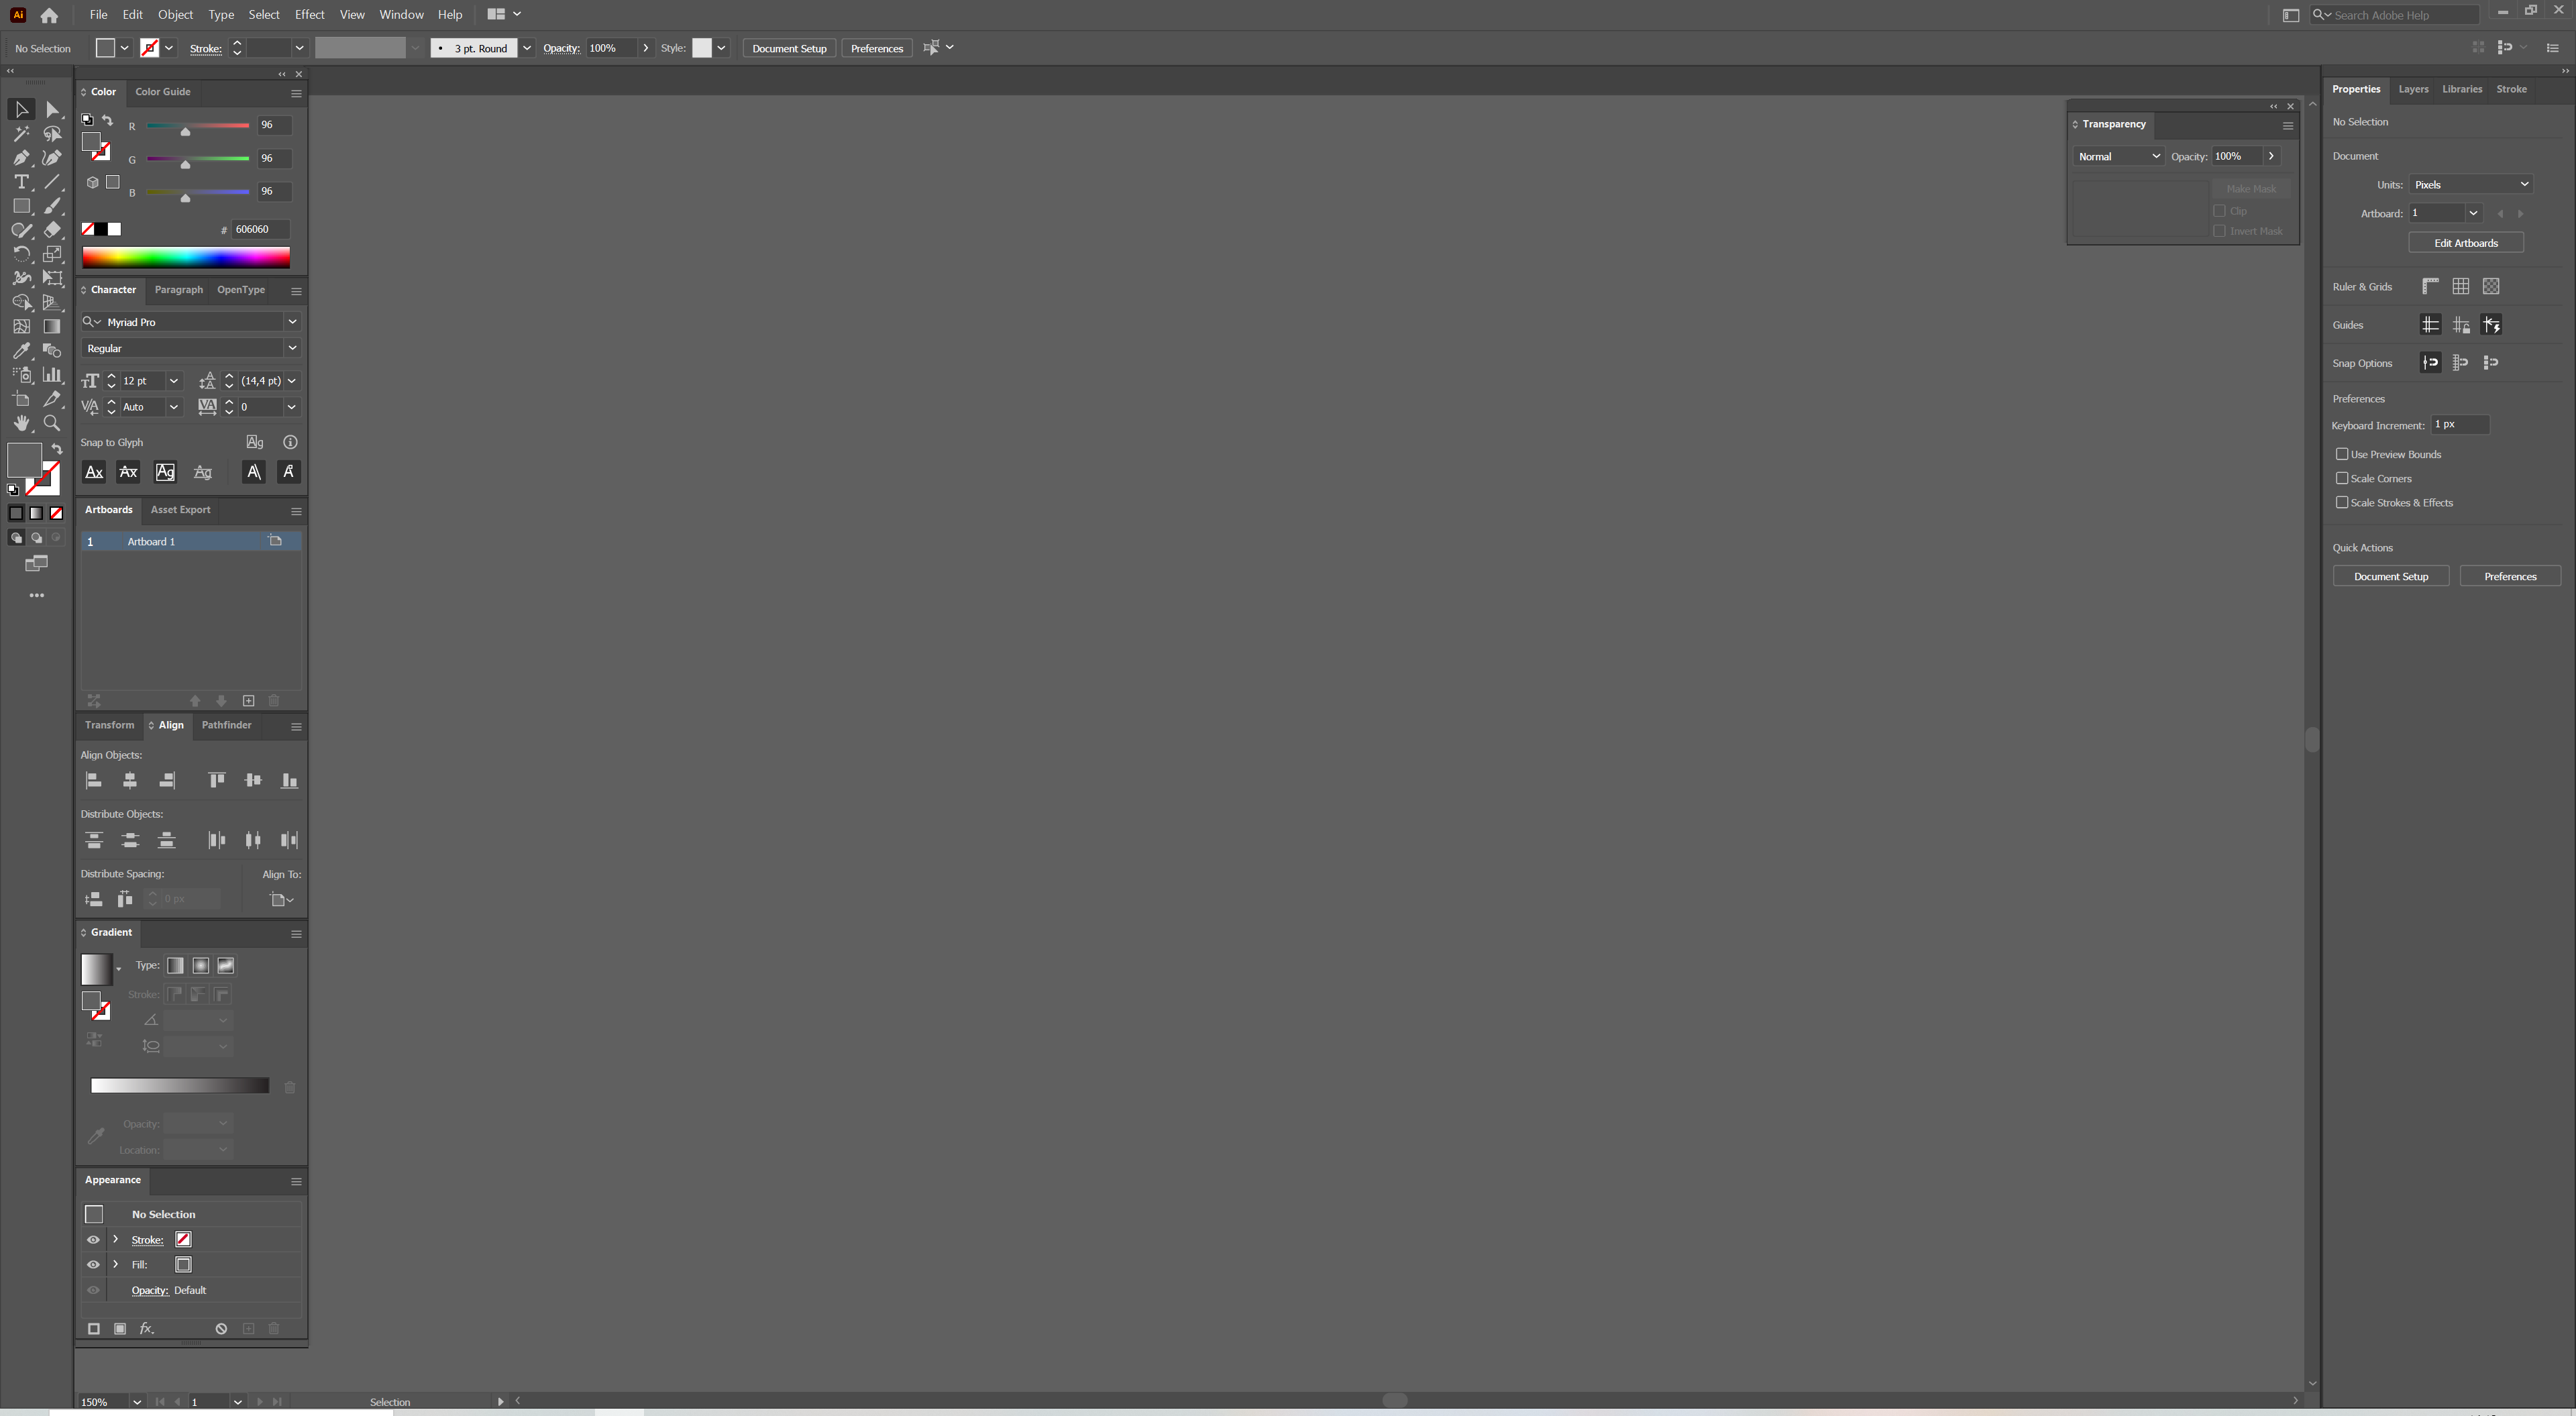 Ai File Edit Object Type Select Effect View Window Help Search Adobe Help
No Selection Stroke: 3 pt. Round Opacity: 100% Style: Document Setup Preferences
Color Color Guide
R 96
G 96
B 96
# 606060
Character Paragraph OpenType
Myriad Pro
Regular
12 pt (14,4 pt)
Auto 0
Snap to Glyph
Artboards Asset Export
1 Artboard 1
Transform Align Pathfinder
Align Objects:
Distribute Objects:
Distribute Spacing: Align To:
0 px
Gradient
Type:
Stroke:
Opacity:
Location:
Appearance
No Selection
Stroke:
Fill:
Opacity: Default
fx.
150% 1 Selection
Transparency
Normal Opacity: 100%
Make Mask
Clip
Invert Mask
Properties Layers Libraries Stroke
No Selection
Document
Units: Pixels
Artboard: 1
Edit Artboards
Ruler & Grids
Guides
Snap Options
Preferences
Keyboard Increment: 1 px
Use Preview Bounds
Scale Corners
Scale Strokes & Effects
Quick Actions
Document Setup Preferences